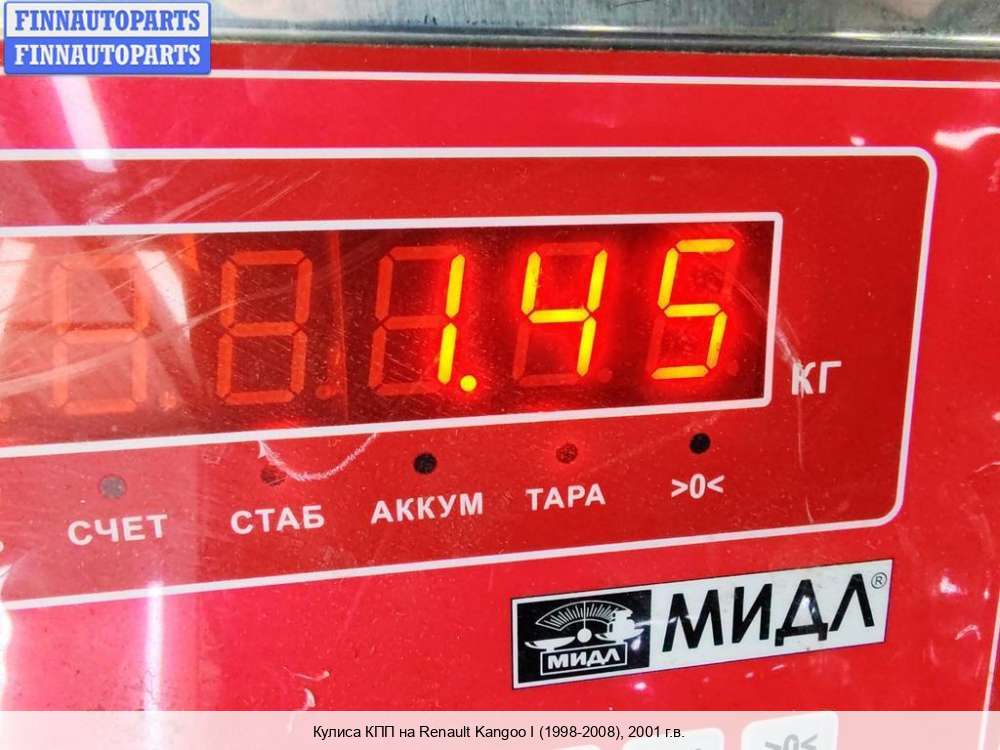 FINNAUTOPARTS
FINNAUTOPARTS
1.45
КГ
СЧЕТ СТАБ АККУМ ТАРА >0<
МИДЛ МИДЛ®
>0<
Кулиса КПП на Renault Kangoo I (1998-2008), 2001 г.в.